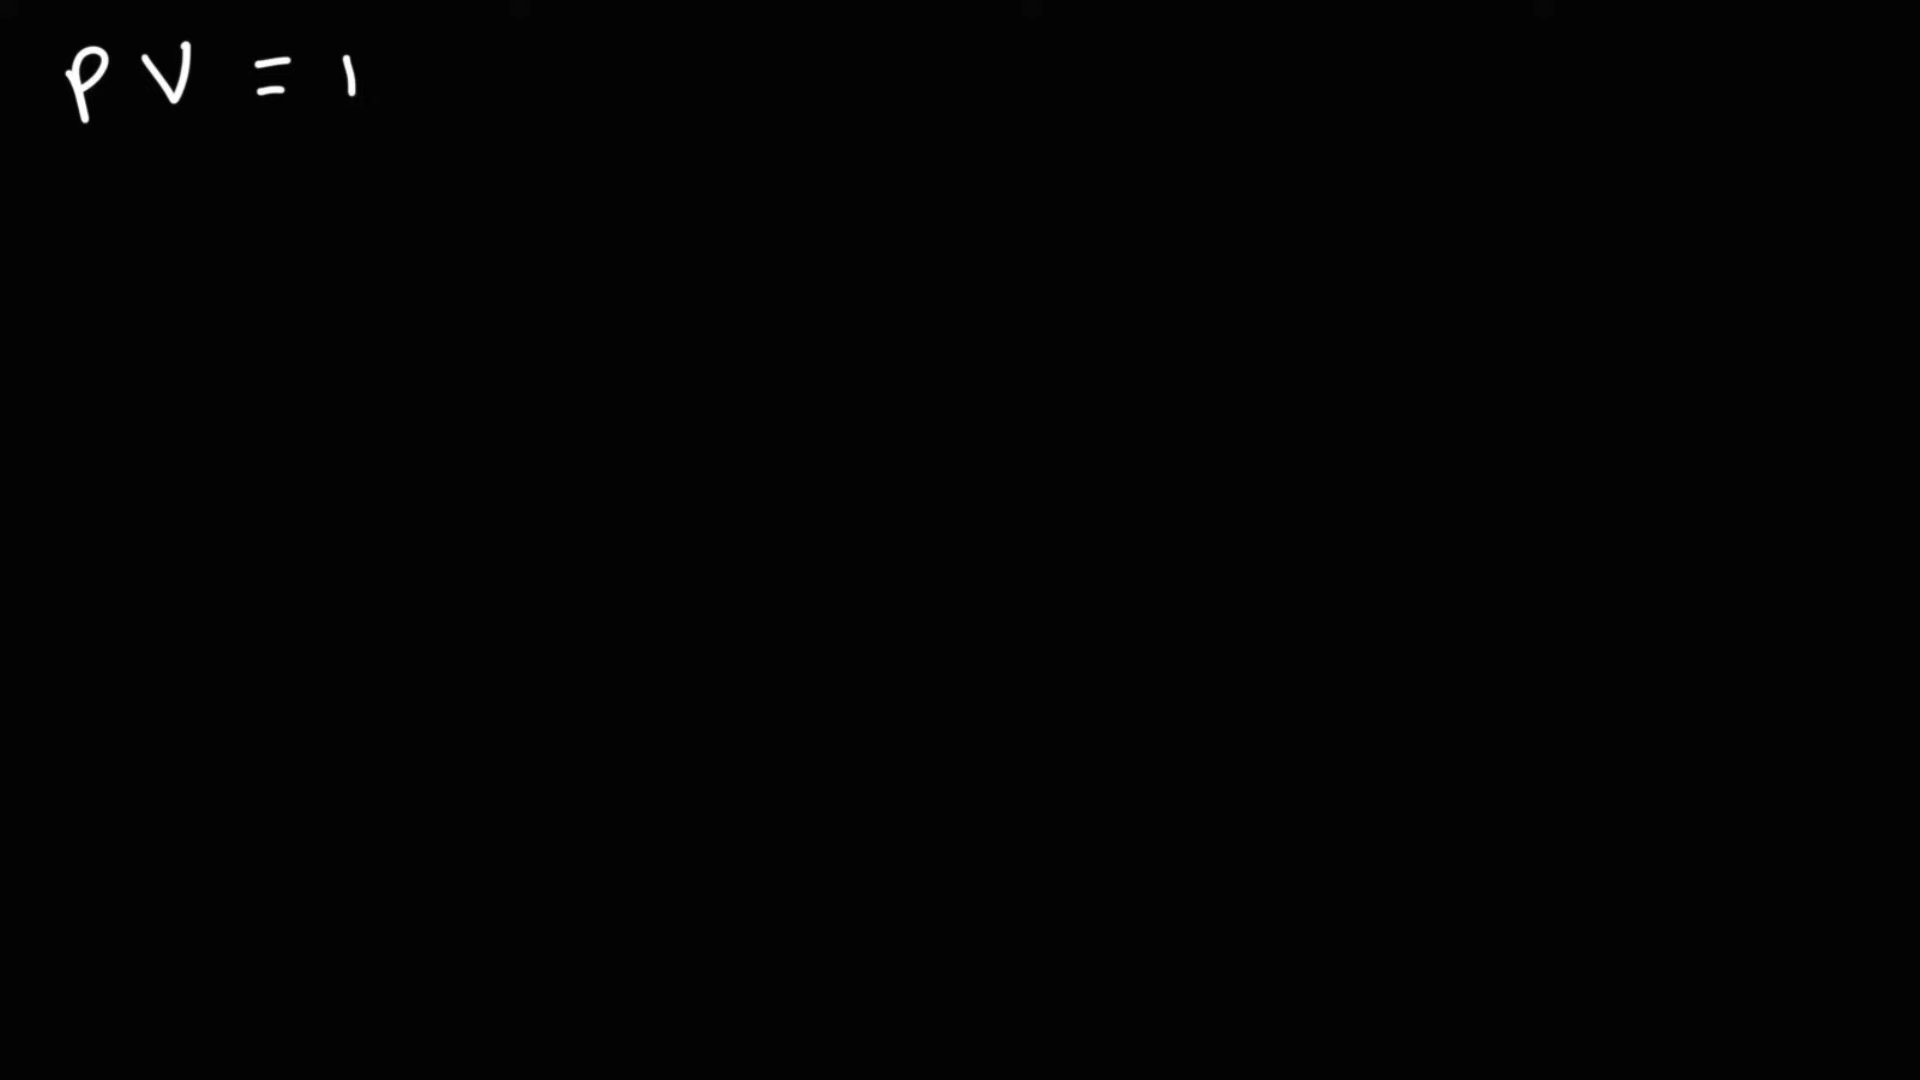 PV = 1